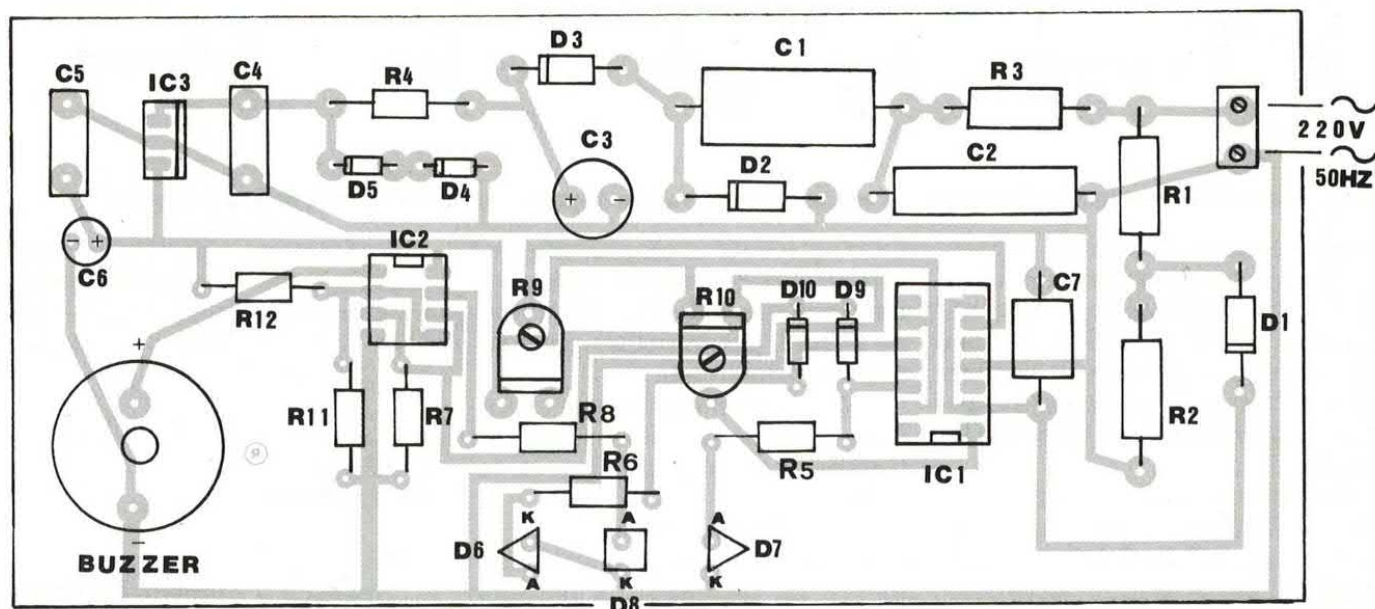 D3
C1
C5
IC3
C4
R4
R3
220V
C3
C2
D5
D4
D2
R1
50HZ
+
-
-
+
IC2
C6
R9
R10
D10
D9
C7
R12
D1
+
R11
R7
R8
R2
R6
R5
IC1
K
A
A
D6
D7
-
A
K
K
BUZZER
D8